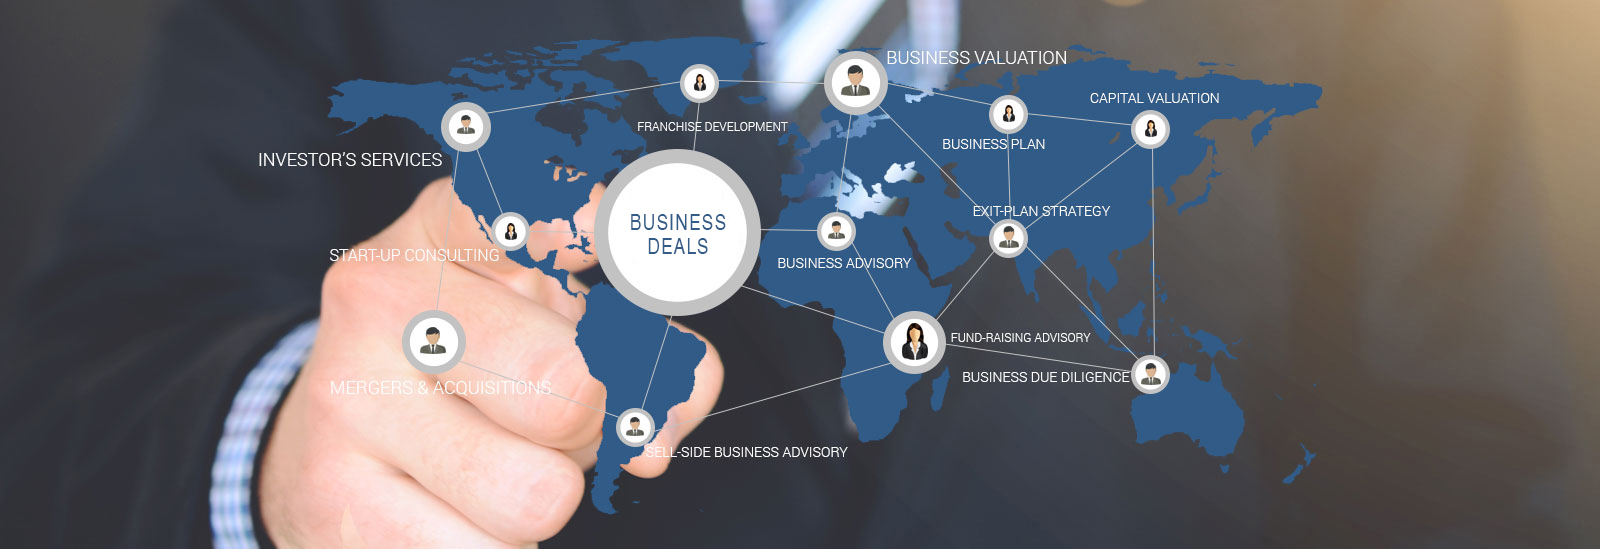 BUSINESS VALUATION
CAPITAL VALUATION
FRANCHISE DEVELOPMENT
BUSINESS PLAN
INVESTOR'S SERVICES
EXIT-PLAN STRATEGY
BUSINESS
DEALS
START-UP CONSULTING
BUSINESS ADVISORY
FUND-RAISING ADVISORY
BUSINESS DUE DILIGENCE
MERGERS & ACQUISITIONS
SELL-SIDE BUSINESS ADVISORY